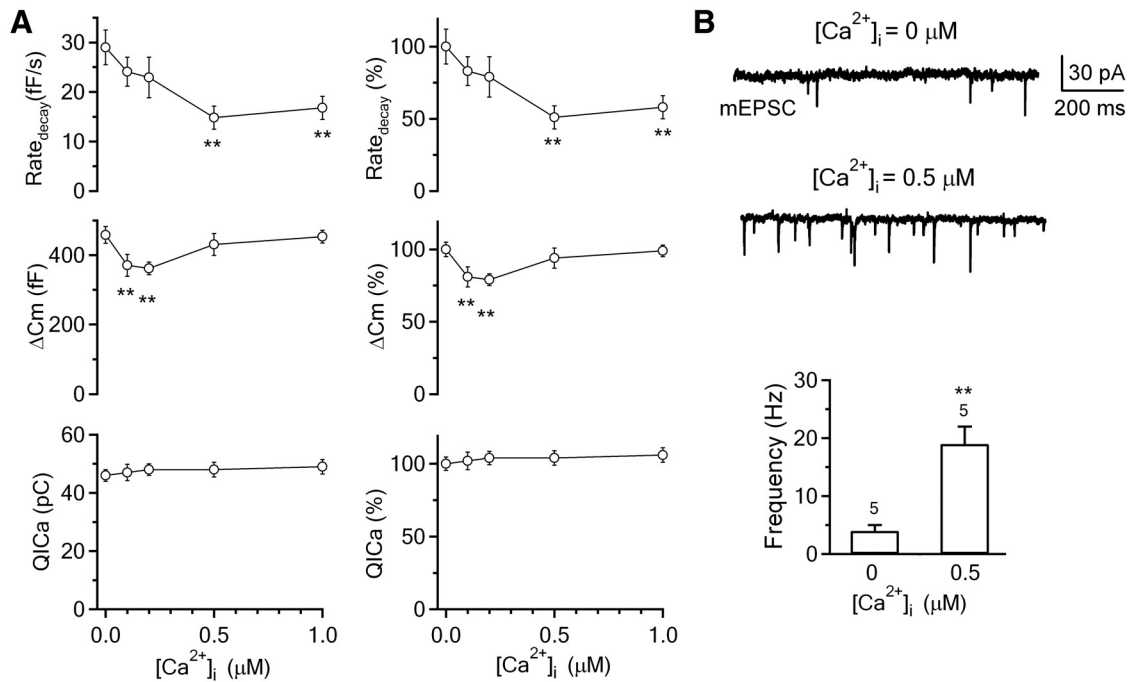 A
Rate_decay (fF/s)
30
20
10
0
**
**
Rate_decay (%)
100
50
0
**
**
ΔCm (fF)
400
200
0
**
**
ΔCm (%)
100
50
0
**
**
QICa (pC)
60
40
20
0
QICa (%)
100
50
0
0.0
0.5
1.0
[Ca²⁺]i (μM)
0.0
0.5
1.0
[Ca²⁺]i (μM)
B
[Ca²⁺]i = 0 μM
mEPSC
30 pA
200 ms
[Ca²⁺]i = 0.5 μM
Frequency (Hz)
30
20
10
0
5
**
5
0
0.5
[Ca²⁺]i (μM)